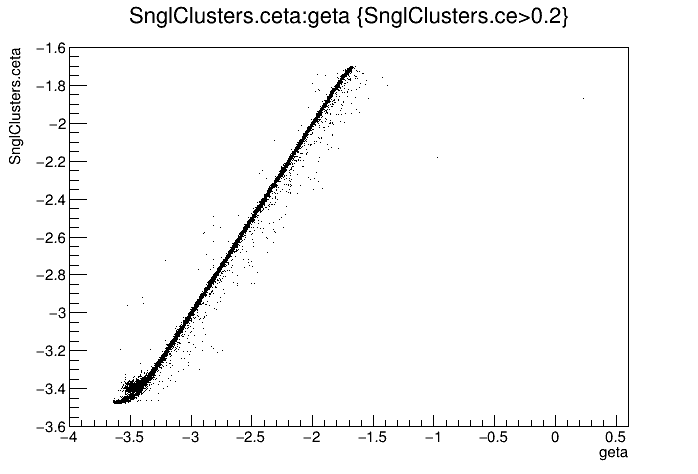 SnglClusters.ceta:geta {SnglClusters.ce>0.2}
SnglClusters.ceta
−1.6
−1.8
−2
−2.2
−2.4
−2.6
−2.8
−3
−3.2
−3.4
−3.6
−4 −3.5 −3 −2.5 −2 −1.5 −1 −0.5 0 0.5
geta